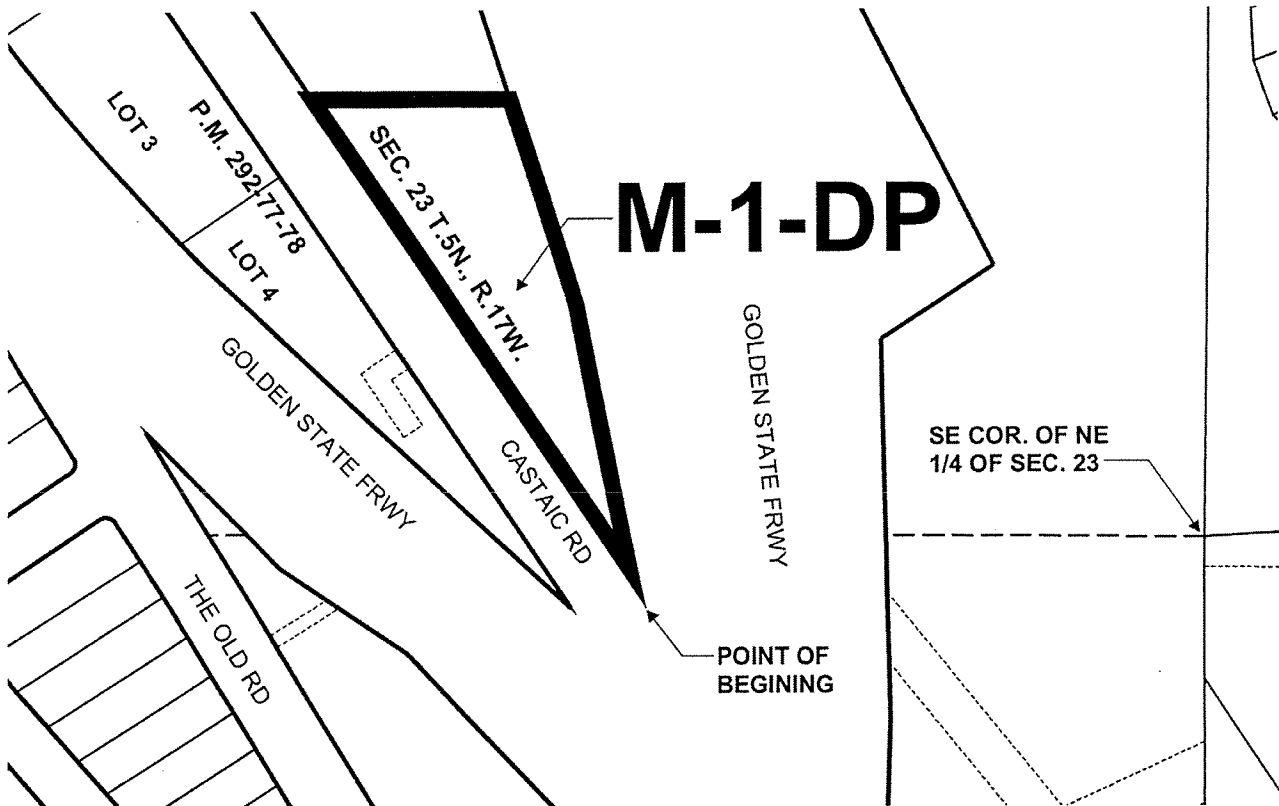 LOT 3
P.M. 292-77-78
LOT 4
SEC. 23 T.5N., R.17W.
M-1-DP
GOLDEN STATE FRWY
GOLDEN STATE FRWY
CASTAIC RD
SE COR. OF NE
1/4 OF SEC. 23
THE OLD RD
POINT OF
BEGINING